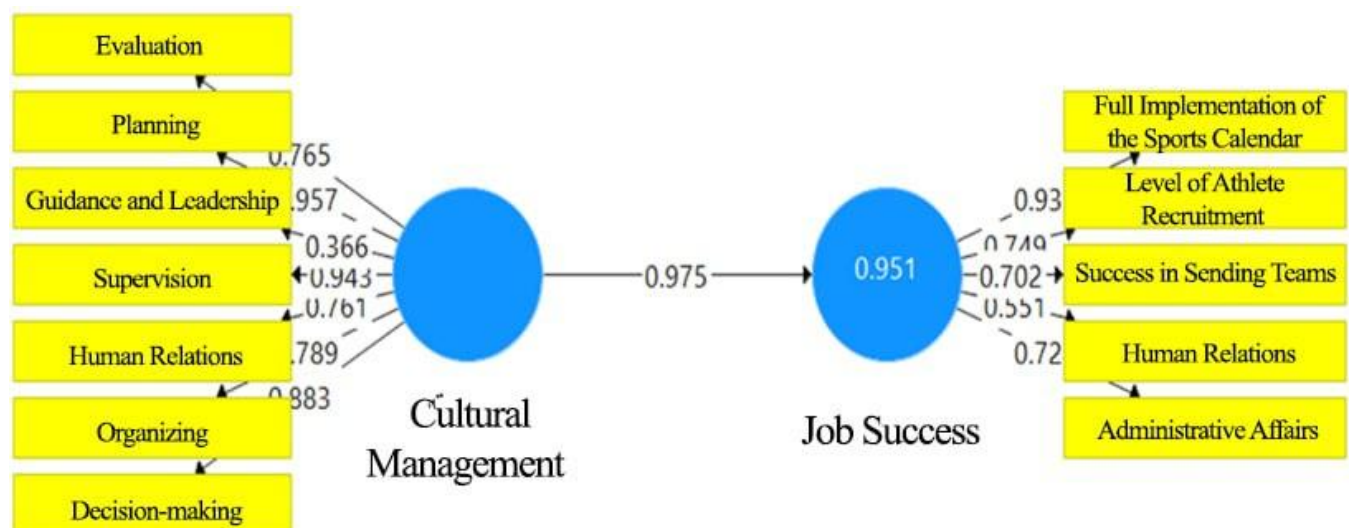 Evaluation
Planning
0.765
.957
Guidance and Leadership
0.366
Supervision
0.943
0.761
Human Relations
.789
Organizing
0.883
Decision-making
Cultural
Management
0.975
0.951
Job Success
Full Implementation of
the Sports Calendar
0.93
Level of Athlete
Recruitment
0.749
Success in Sending Teams
0.702
0.551
Human Relations
0.72
Administrative Affairs